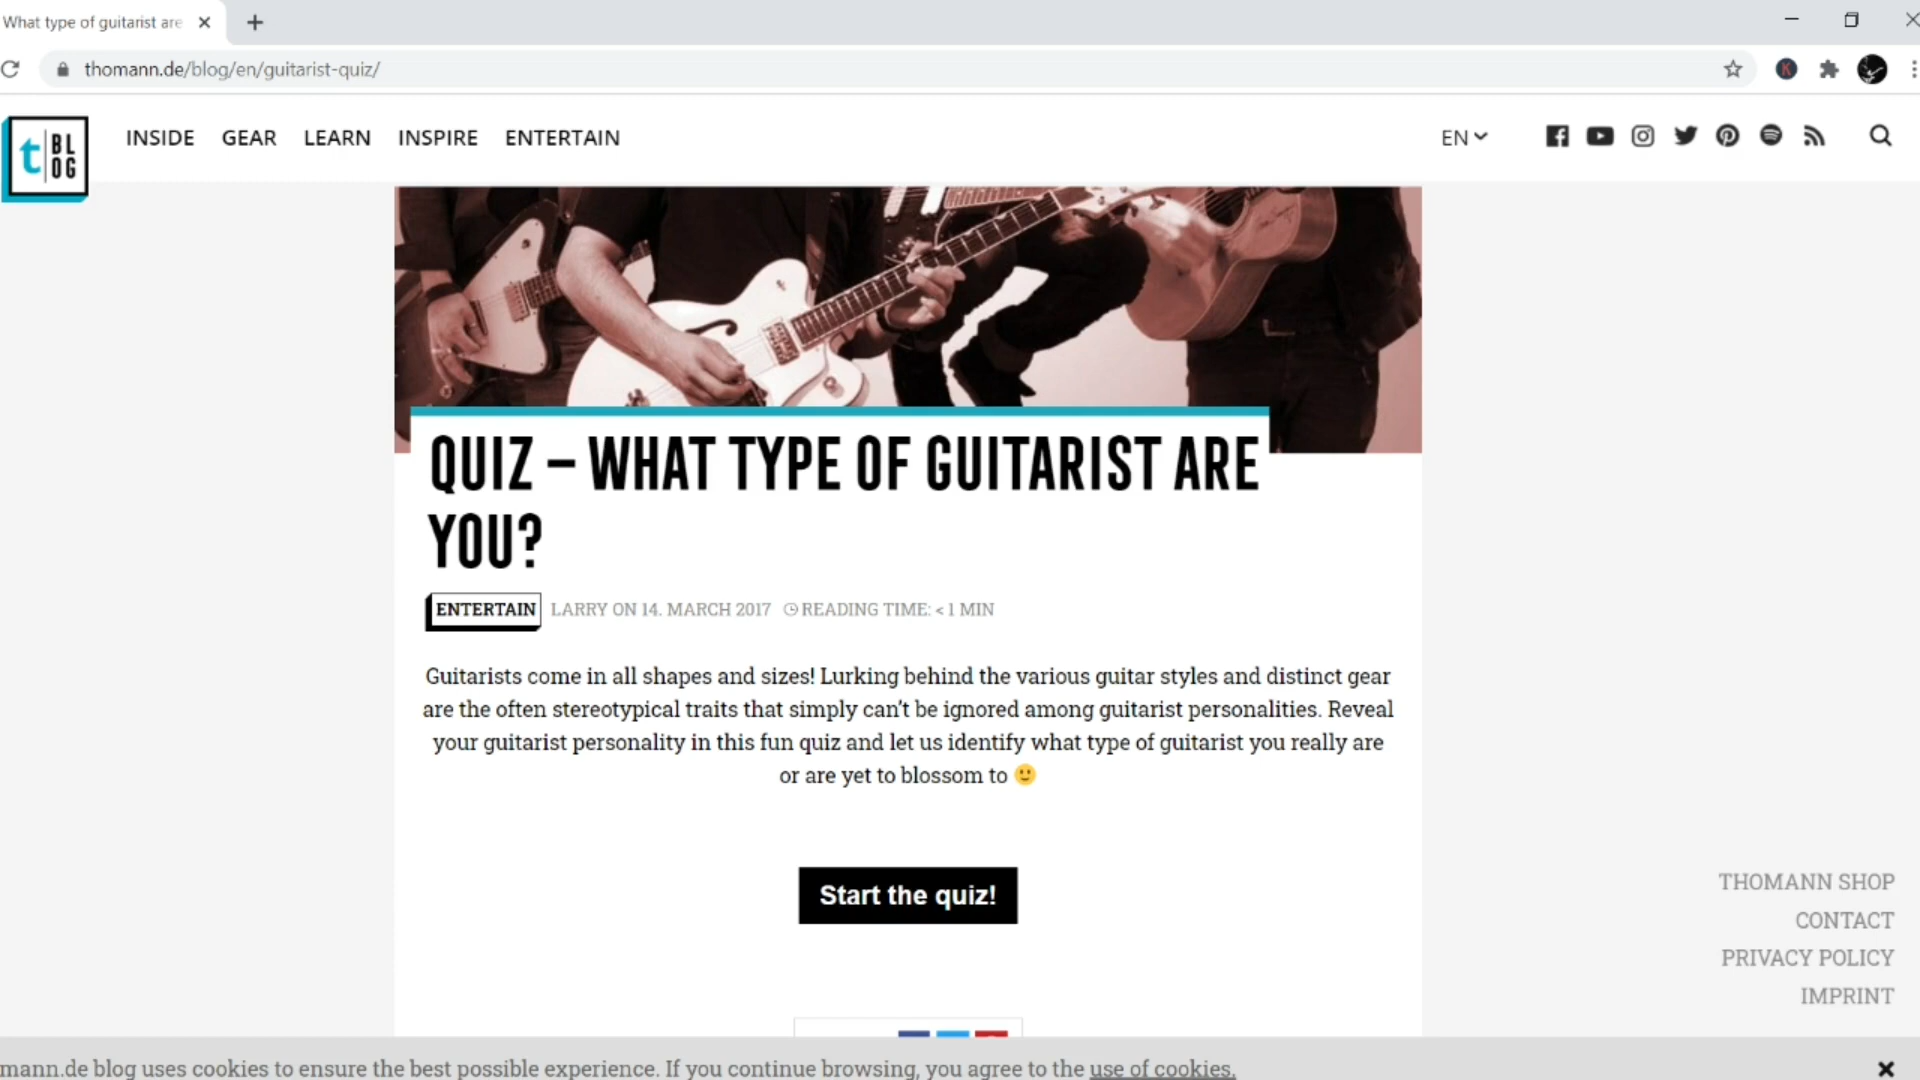 What type of guitarist are
thomann.de/blog/en/guitarist-quiz/
t BLOG
INSIDE GEAR LEARN INSPIRE ENTERTAIN
EN
QUIZ – WHAT TYPE OF GUITARIST ARE
YOU?
ENTERTAIN LARRY ON 14. MARCH 2017 READING TIME: < 1 MIN
Guitarists come in all shapes and sizes! Lurking behind the various guitar styles and distinct gear
are the often stereotypical traits that simply can't be ignored among guitarist personalities. Reveal
your guitarist personality in this fun quiz and let us identify what type of guitarist you really are
or are yet to blossom to 🙂
Start the quiz!
THOMANN SHOP
CONTACT
PRIVACY POLICY
IMPRINT
mann.de blog uses cookies to ensure the best possible experience. If you continue browsing, you agree to the use of cookies.